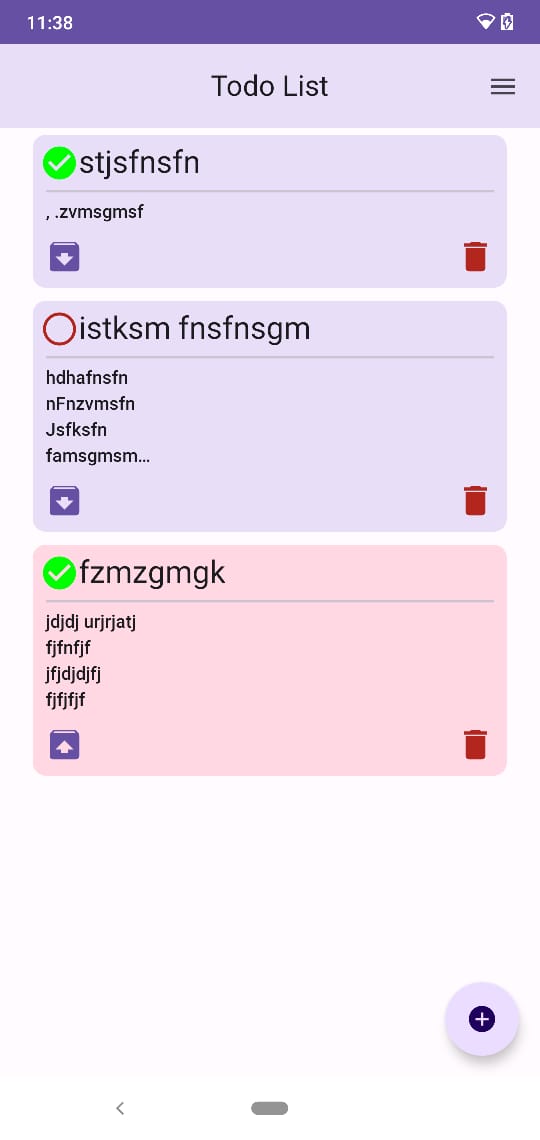 11:38
Todo List
stjsfnsfn
, .zvmsgmsf
istksm fnsfnsgm
hdhafnsfn
nFnzvmsfn
Jsfksfn
famsgmsm...
fzmzgmgk
jdjdj urjrjatj
fjfnfjf
jfjdjdjfj
fjfjfjf